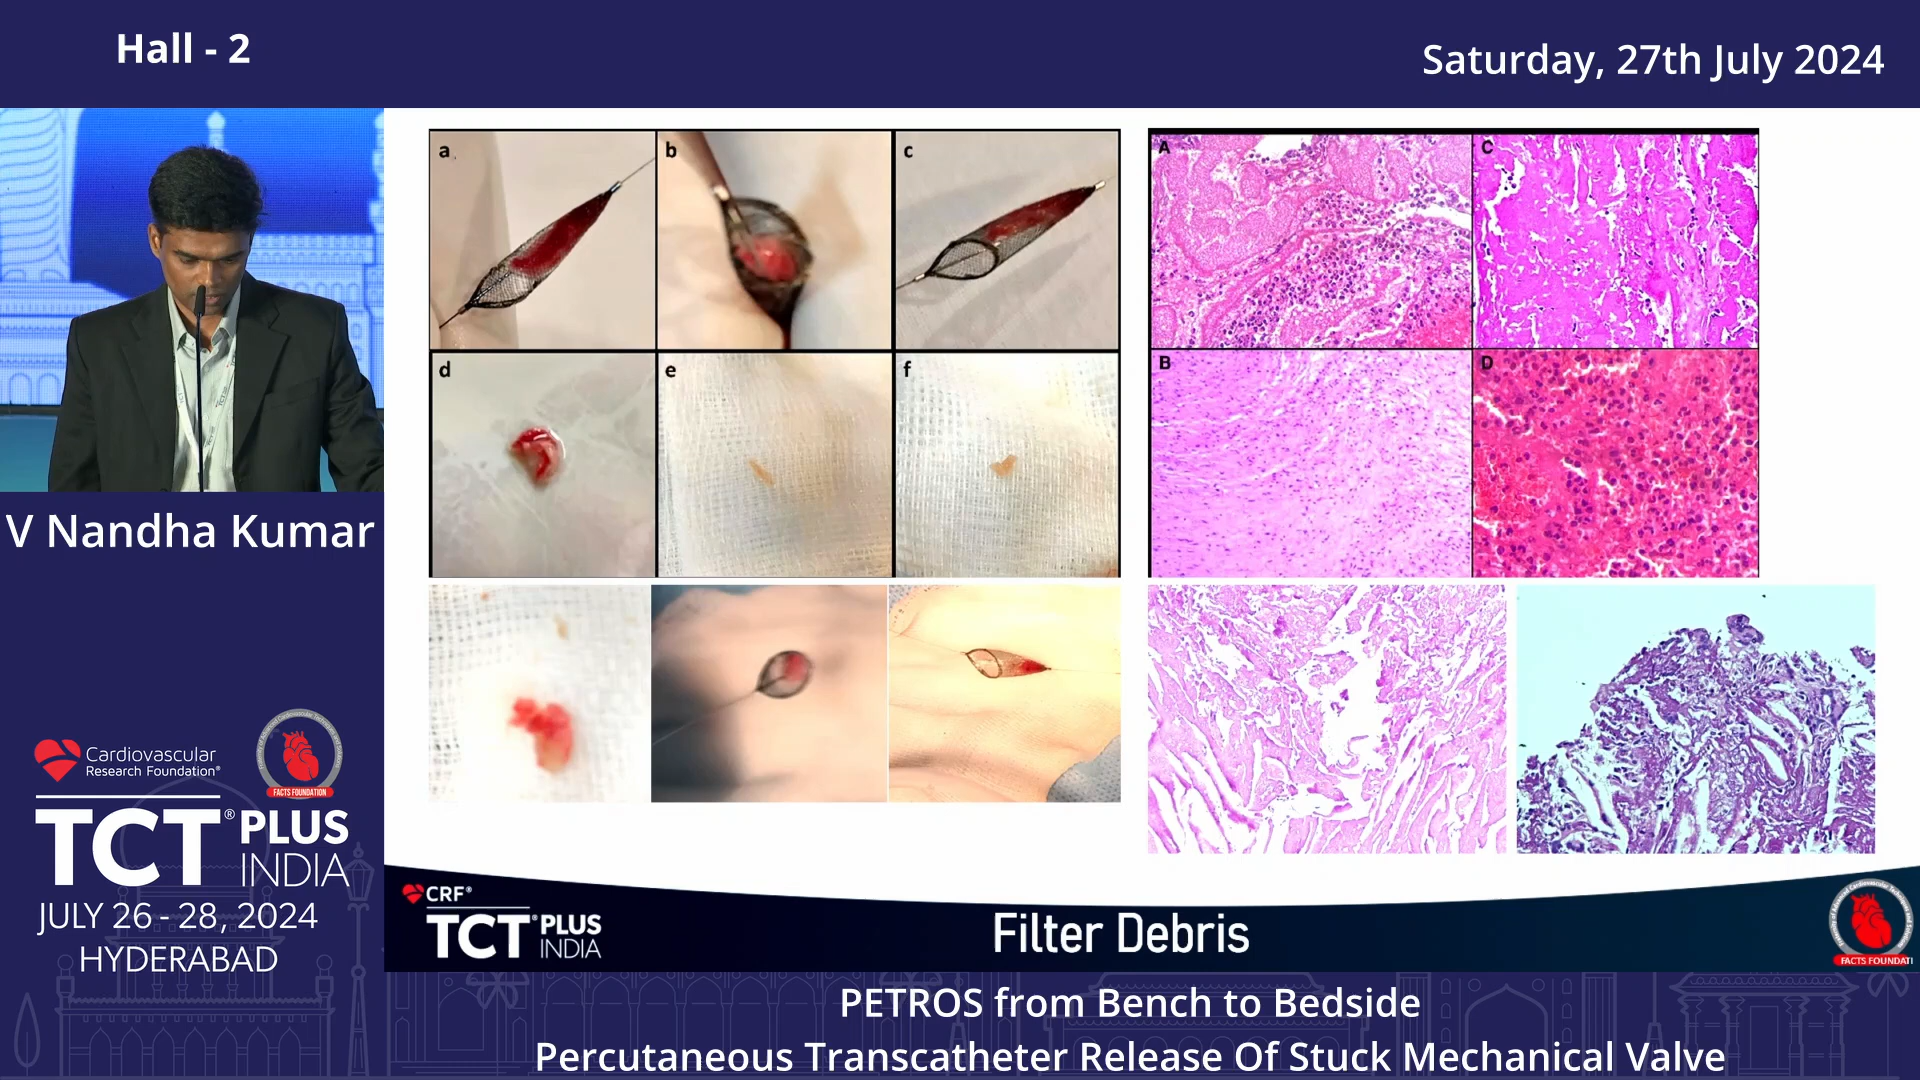 Hall - 2
Saturday, 27th July 2024
a
b
c
d
e
f
A
C
B
D
V Nandha Kumar
Cardiovascular
Research Foundation®
FACTS FOUNDATION
TCT® PLUS
INDIA
JULY 26 - 28, 2024
HYDERABAD
CRF®
TCT® PLUS
INDIA
Filter Debris
FACTS FOUNDATI
PETROS from Bench to Bedside
Percutaneous Transcatheter Release Of Stuck Mechanical Valve